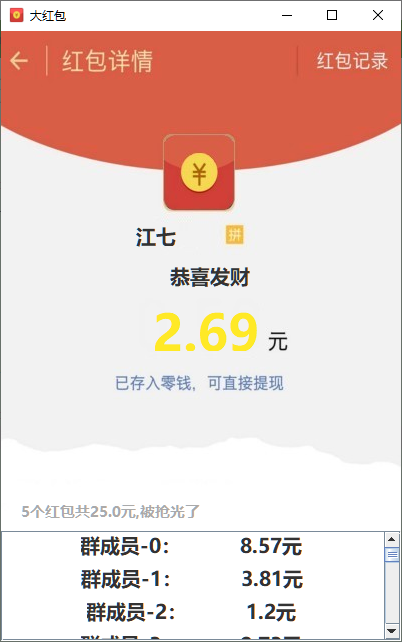 大红包
红包详情 红包记录
¥
江七 拼
恭喜发财
2.69 元
已存入零钱，可直接提现
5个红包共25.0元,被抢光了
群成员-0: 8.57元
群成员-1: 3.81元
群成员-2: 1.2元